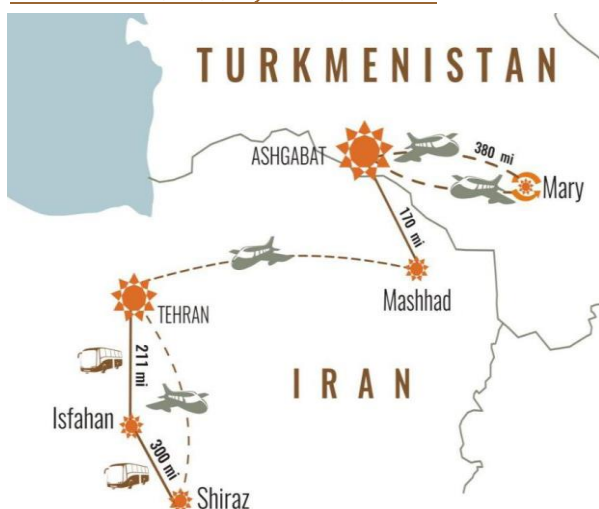 TURKMENISTAN
ASHGABAT
380 mi
Mary
170 mi
Mashhad
TEHRAN
211 mi
IRAN
Isfahan
300 mi
Shiraz